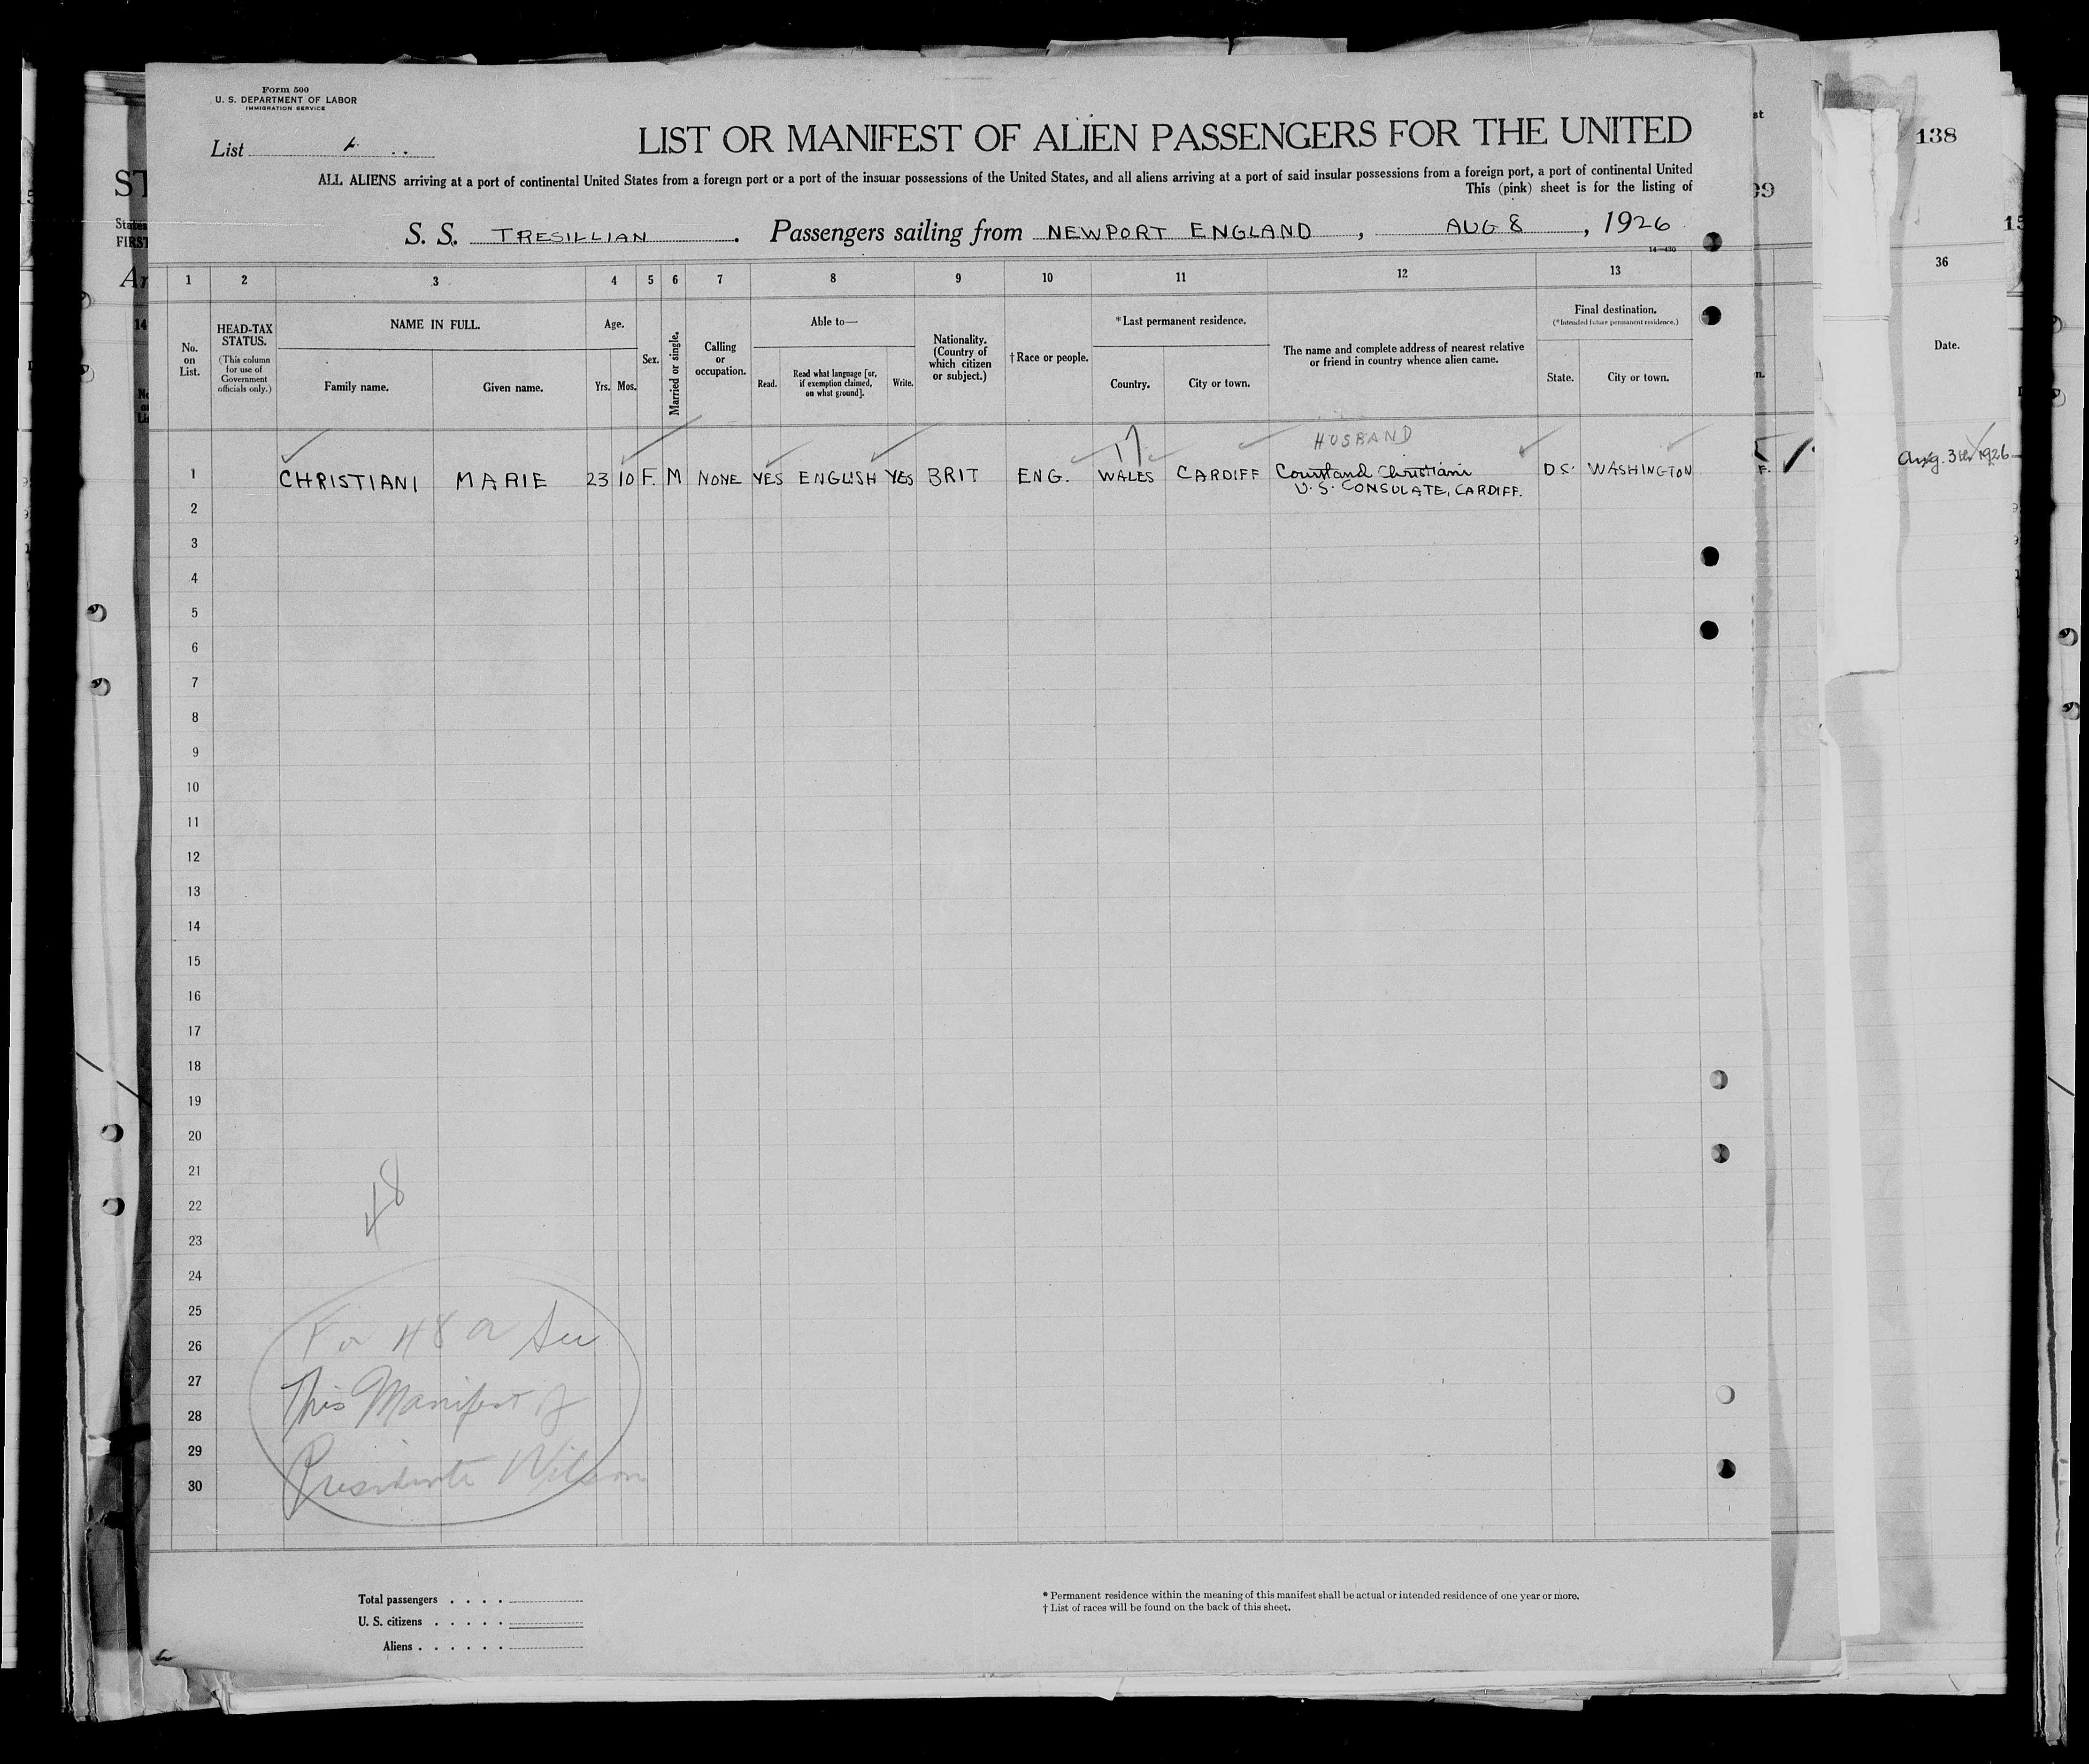 Form 500
U. S. DEPARTMENT OF LABOR
IMMIGRATION SERVICE
List
LIST OR MANIFEST OF ALIEN PASSENGERS FOR THE UNITED
ALL ALIENS arriving at a port of continental United States from a foreign port or a port of the insular possessions of the United States, and all aliens arriving at a port of said insular possessions from a foreign port, a port of continental United
This (pink) sheet is for the listing of
S. S. TRESILLIAN. Passengers sailing from NEWPORT ENGLAND, AUG 8, 1926
14—430
1 2 3 4 5 6 7 8 9 10 11 12 13
No. on List.
HEAD-TAX STATUS.
(This column for use of Government officials only.)
NAME IN FULL.
Family name.
Given name.
Age.
Yrs. Mos.
Sex.
Married or single.
Calling or occupation.
Able to—
Read.
Read what language [or, if exemption claimed, on what ground].
Write.
Nationality. (Country of which citizen or subject.)
†Race or people.
*Last permanent residence.
Country.
City or town.
The name and complete address of nearest relative or friend in country whence alien came.
Final destination.
(*Intended future permanent residence.)
State.
City or town.
HUSBAND
1 CHRISTIANI MARIE 23 10 F. M NONE YES ENGLISH YES BRIT ENG. WALES CARDIFF Courtland Christiani D.C. WASHINGTON
U.S. CONSULATE, CARDIFF.
2
3
4
5
6
7
8
9
10
11
12
13
14
15
16
17
18
19
20
21
22
23
24
25
26
27
28
29
30
48
For 48 a See
This Manifest of
Presidente Wilson
Total passengers
U. S. citizens
Aliens
* Permanent residence within the meaning of this manifest shall be actual or intended residence of one year or more.
† List of races will be found on the back of this sheet.
138
36
Date.